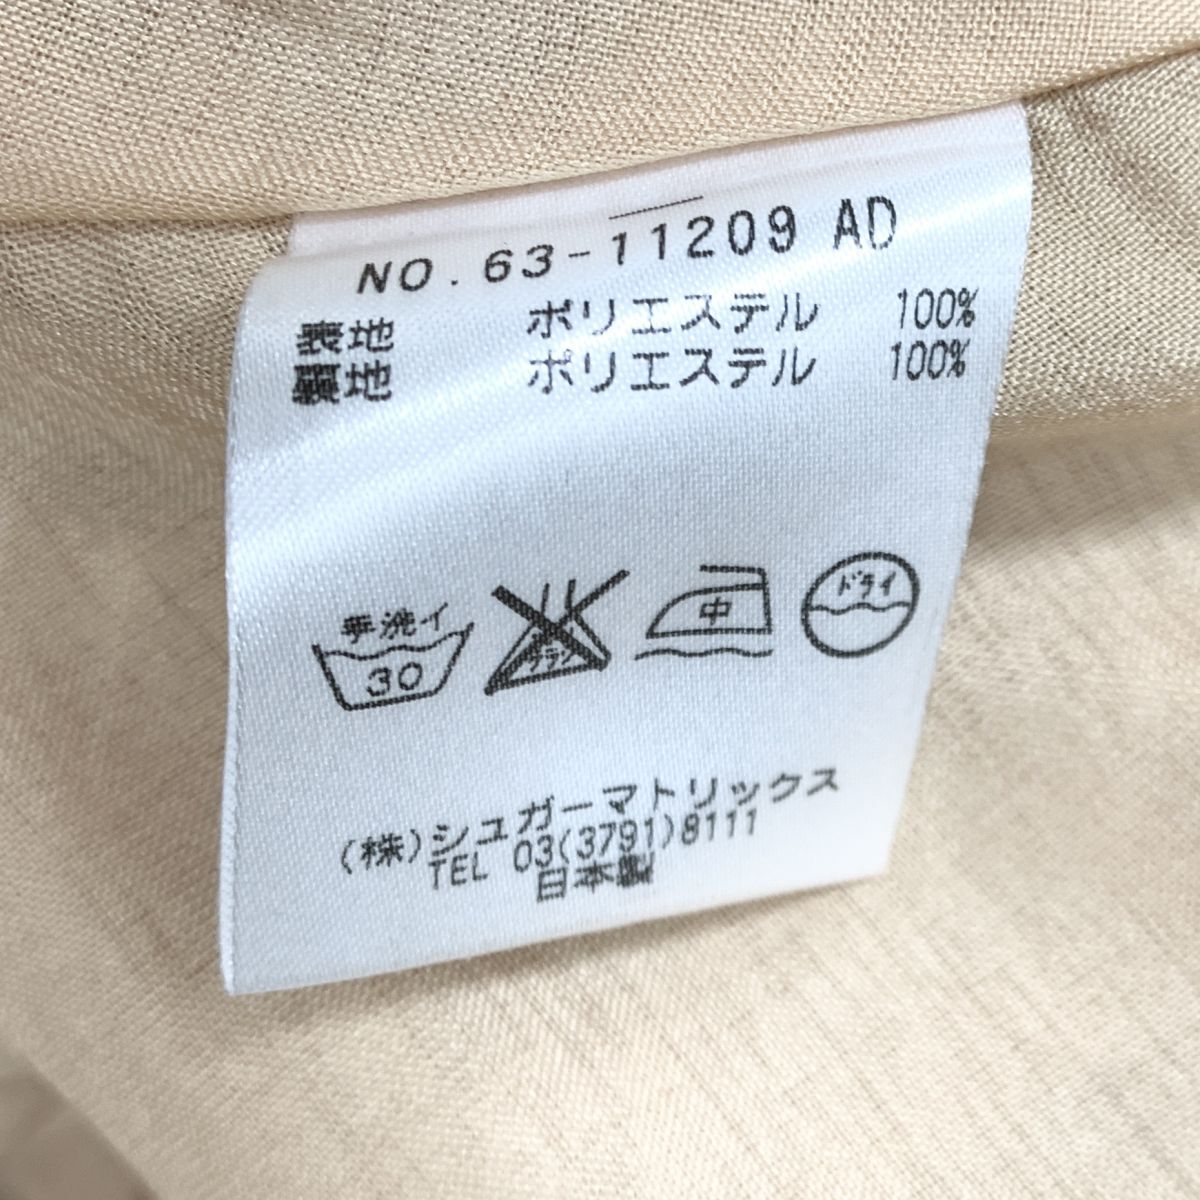 NO.63-11209 AD
表地 ポリエステル 100%
裏地 ポリエステル 100%
手洗イ
30
中
ドライ
(株)シュガーマトリックス
TEL 03(3791)8111
日本製